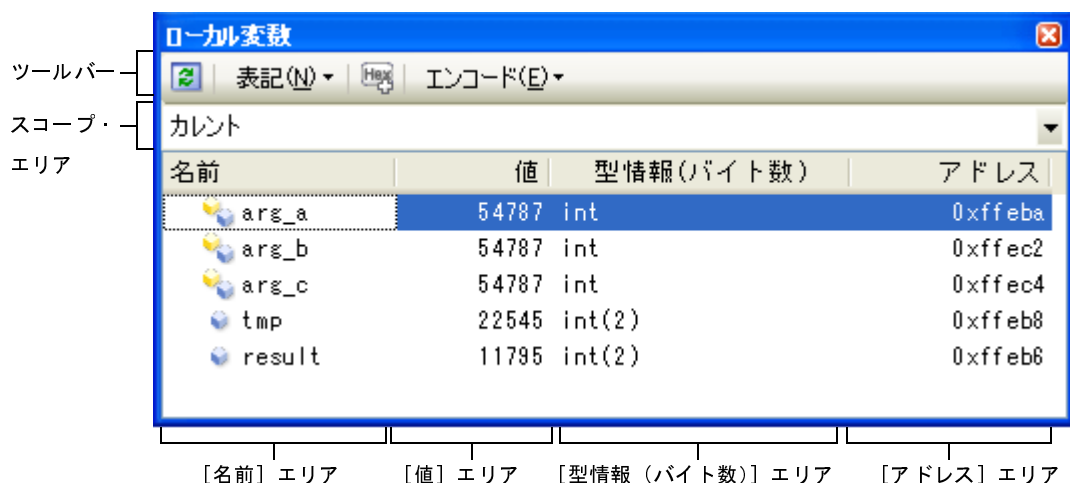 ローカル変数
ツールバー
表記(N) Hex エンコード(E)
スコープ・
エリア
カレント
名前 値 型情報(バイト数) アドレス
arg_a 54787 int 0xffeba
arg_b 54787 int 0xffec2
arg_c 54787 int 0xffec4
tmp 22545 int(2) 0xffeb8
result 11795 int(2) 0xffeb6
［名前］エリア ［値］エリア ［型情報（バイト数）］エリア ［アドレス］エリア